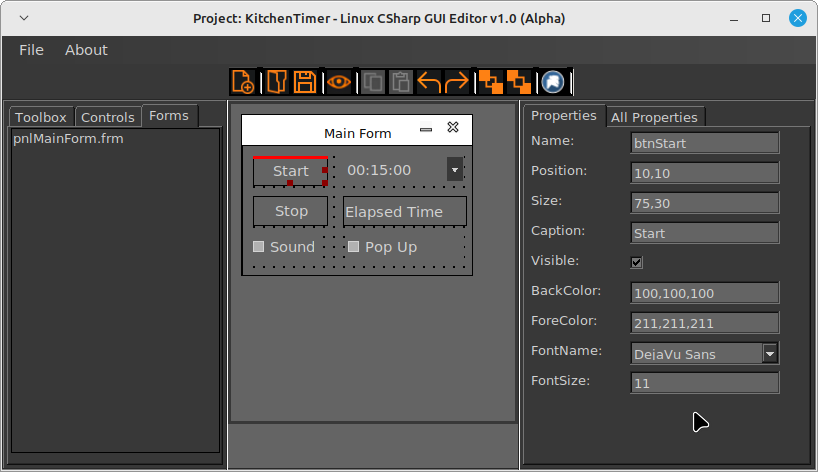 Project: KitchenTimer - Linux CSharp GUI Editor v1.0 (Alpha)
File About
Toolbox Controls Forms
pnlMainForm.frm
Main Form
Start 00:15:00
Stop Elapsed Time
Sound Pop Up
Properties All Properties
Name: btnStart
Position: 10,10
Size: 75,30
Caption: Start
Visible:
BackColor: 100,100,100
ForeColor: 211,211,211
FontName: DejaVu Sans
FontSize: 11